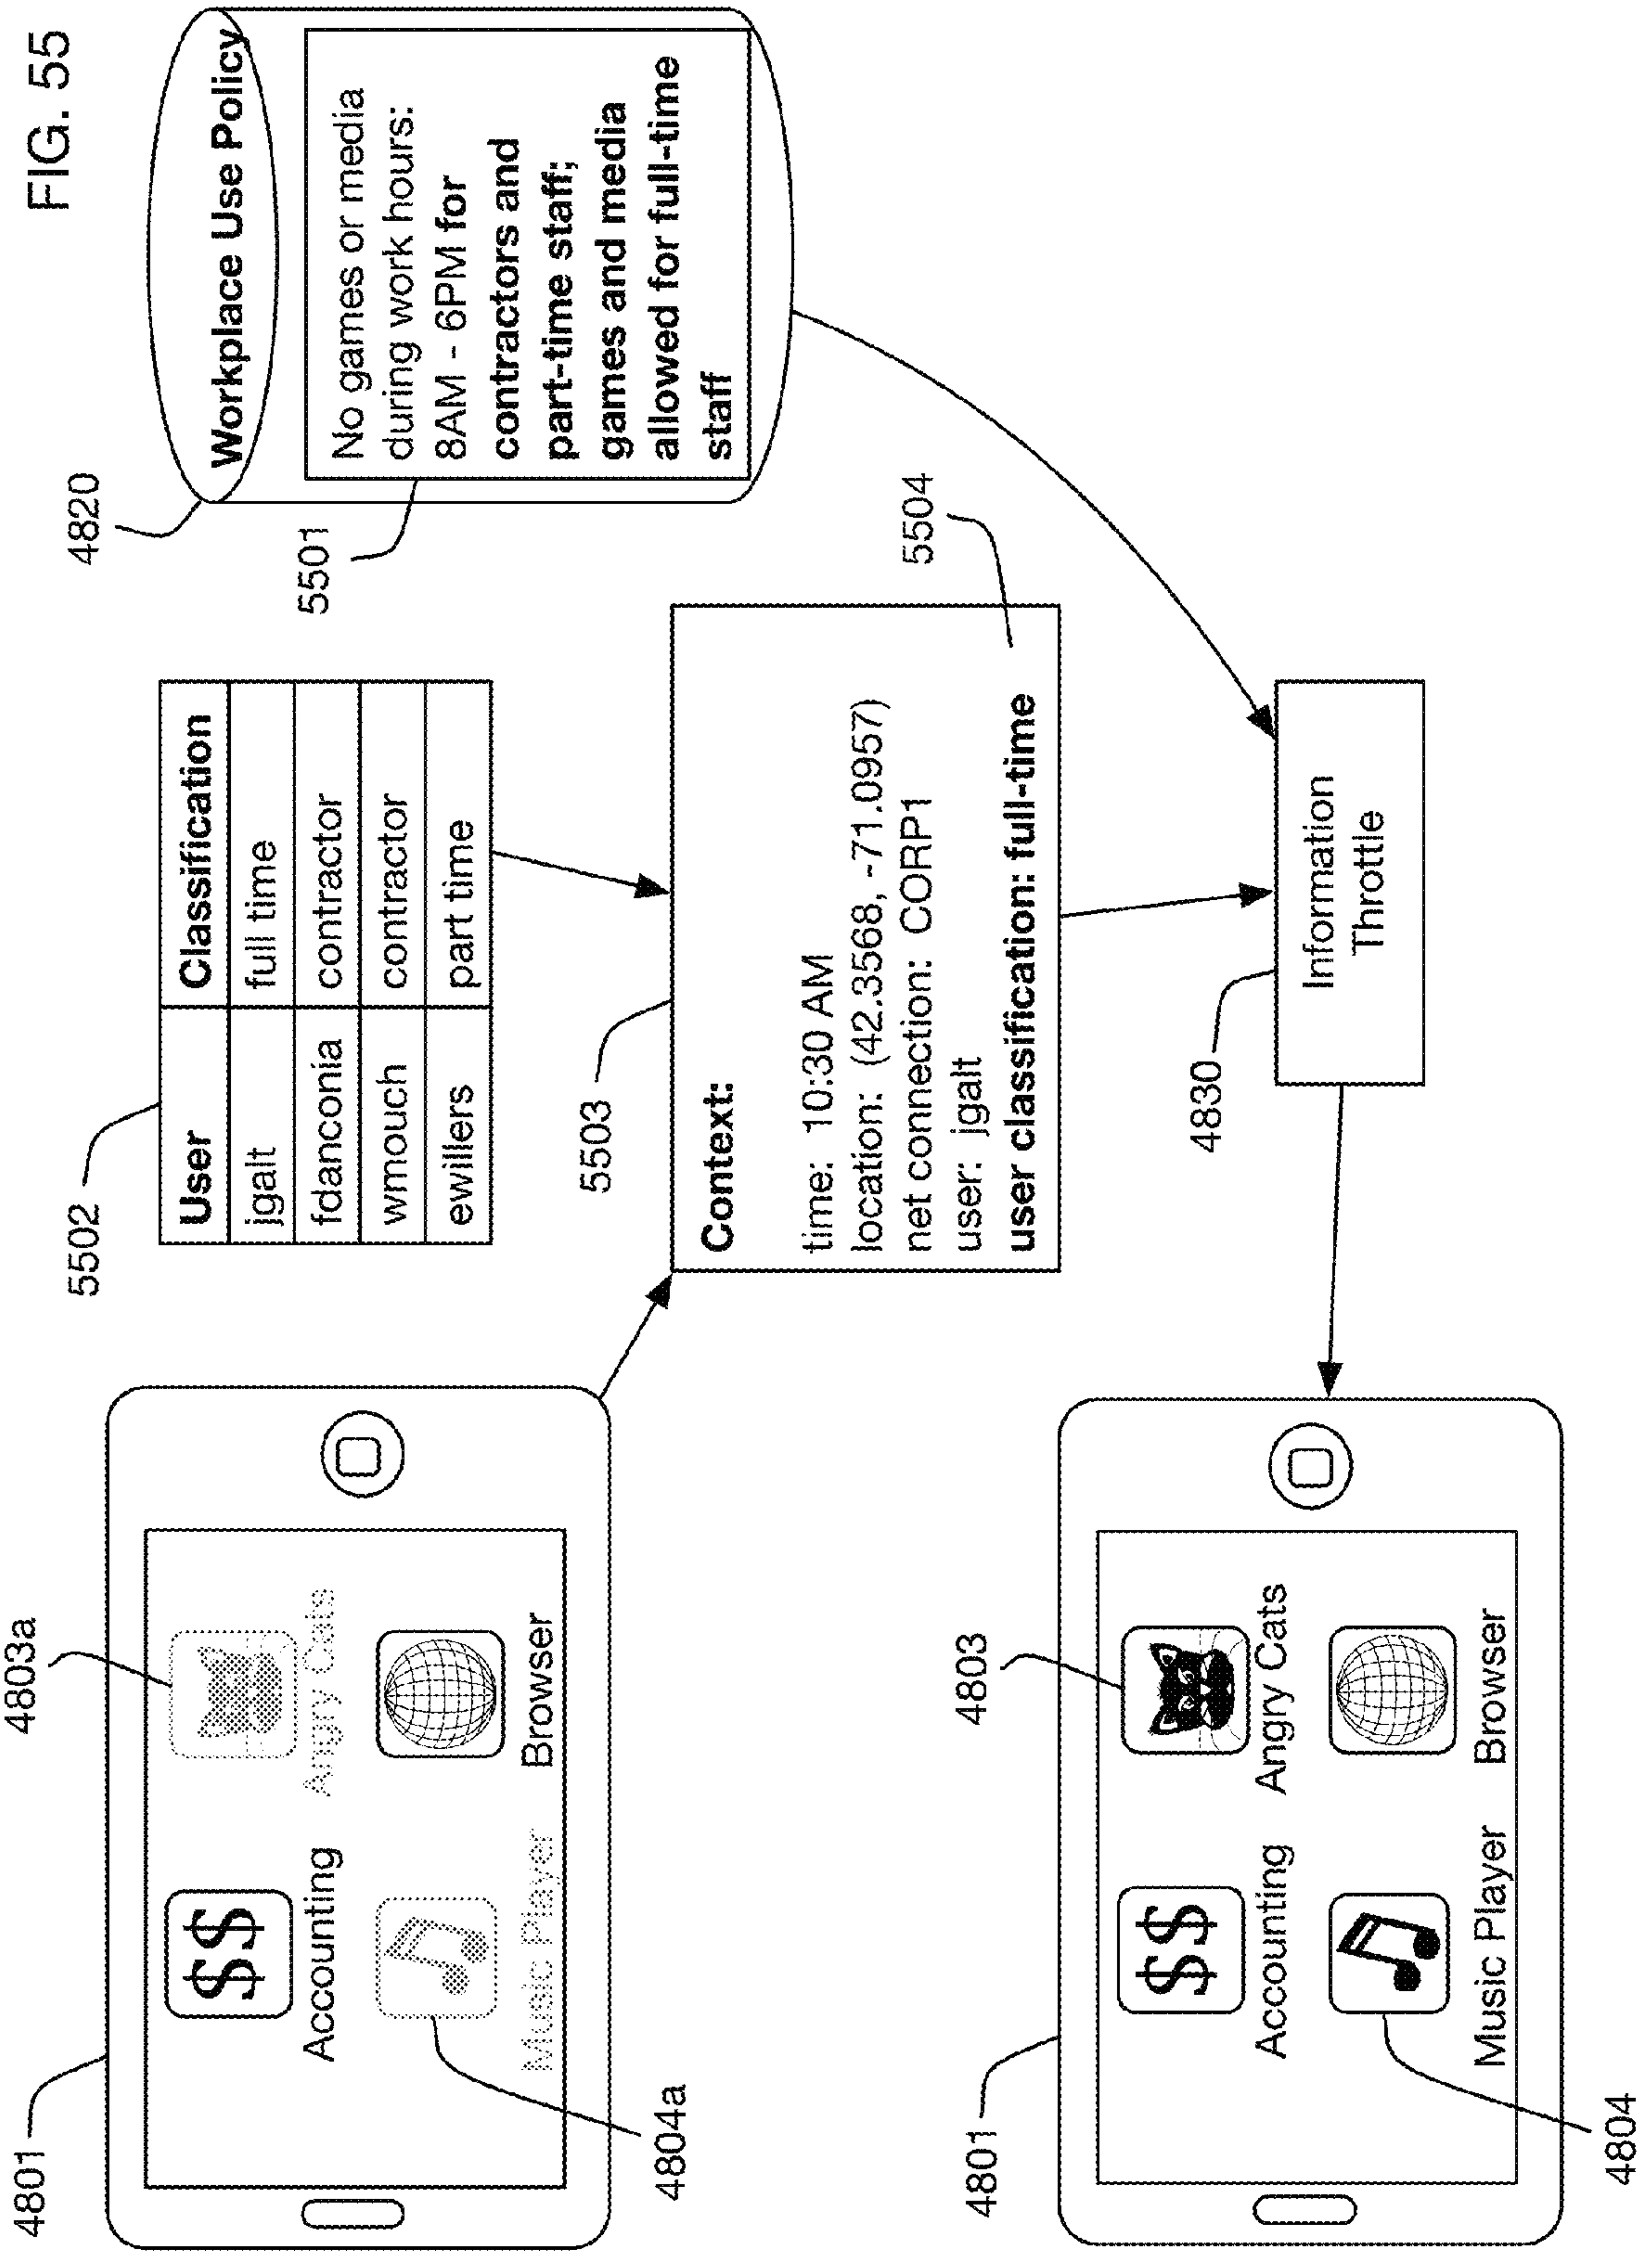 FIG. 55
4801
4803a
$$
Accounting
Angry Cats
Music Player
Browser
4804a
5502
User Classification
jgalt full time
fdanconia contractor
wmouch contractor
ewillers part time
4820
Workplace Use Policy
5501
No games or media
during work hours:
8AM - 6PM for
contractors and
part-time staff;
games and media
allowed for full-time
staff
5503
Context:
time: 10:30 AM
location: (42.3568, -71.0957)
net connection: CORP1
user: jgalt
user classification: full-time
5504
4830
Information
Throttle
4801
4803
$$
Accounting
Angry Cats
Music Player
Browser
4804